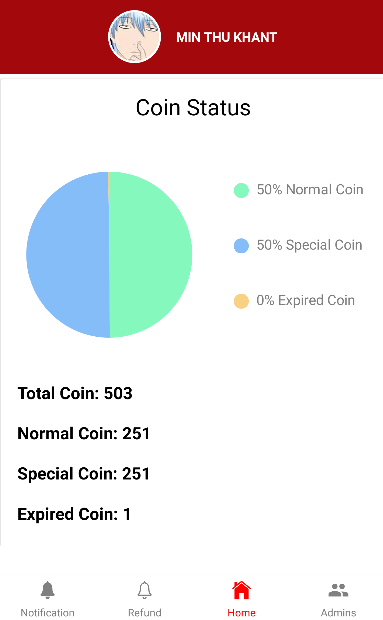 MIN THU KHANT
Coin Status
50% Normal Coin
50% Special Coin
0% Expired Coin
Total Coin: 503
Normal Coin: 251
Special Coin: 251
Expired Coin: 1
Notification
Refund
Home
Admins